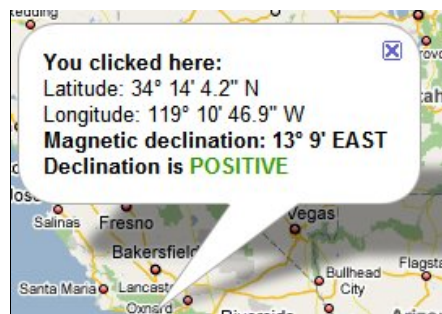 You clicked here:
Latitude: 34° 14' 4.2" N
Longitude: 119° 10' 46.9" W
Magnetic declination: 13° 9' EAST
Declination is POSITIVE
Salinas
Fresno
Vegas
Bakersfield
Bullhead
City
Santa Maria
Oxnard